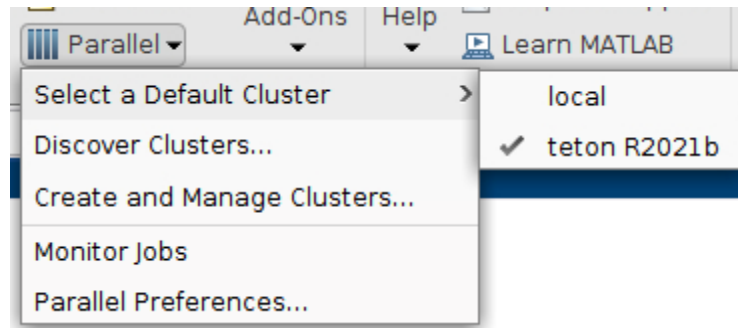 Add-Ons
Help
Parallel
Learn MATLAB
Select a Default Cluster
local
Discover Clusters...
teton R2021b
Create and Manage Clusters...
Monitor Jobs
Parallel Preferences...